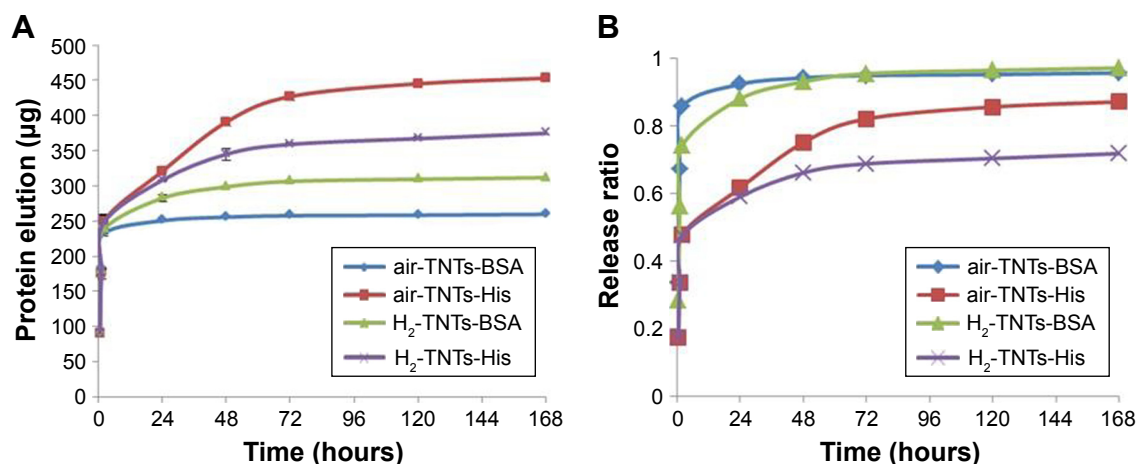 A
Protein elution (µg)
500
450
400
350
300
250
200
150
100
50
0
0 24 48 72 96 120 144 168
Time (hours)
air-TNTs-BSA
air-TNTs-His
H₂-TNTs-BSA
H₂-TNTs-His
B
Release ratio
1
0.8
0.6
0.4
0.2
0
0 24 48 72 96 120 144 168
Time (hours)
air-TNTs-BSA
air-TNTs-His
H₂-TNTs-BSA
H₂-TNTs-His